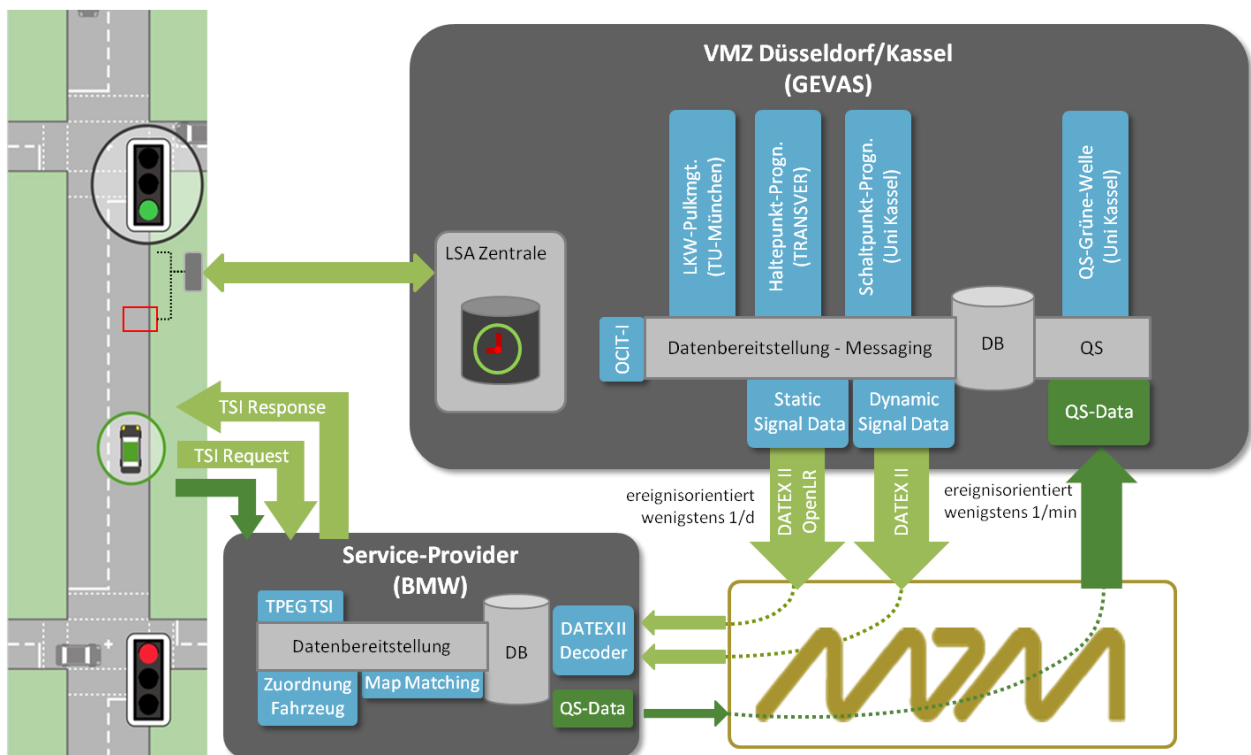 VMZ Düsseldorf/Kassel
(GEVAS)
LKW-Pulkmgt.
(TU-München)
Haltepunkt-Progn.
(TRANSVER)
Schaltpunkt-Progn.
(Uni Kassel)
QS-Grüne-Welle
(Uni Kassel)
LSA Zentrale
OCIT-I
Datenbereitstellung - Messaging
DB
QS
Static
Signal Data
Dynamic
Signal Data
QS-Data
TSI Response
TSI Request
ereignisorientiert
wenigstens 1/d
DATEX II
OpenLR
DATEX II
ereignisorientiert
wenigstens 1/min
Service-Provider
(BMW)
TPEG TSI
Datenbereitstellung
Zuordnung
Fahrzeug
Map Matching
DB
DATEX II
Decoder
QS-Data
MDM